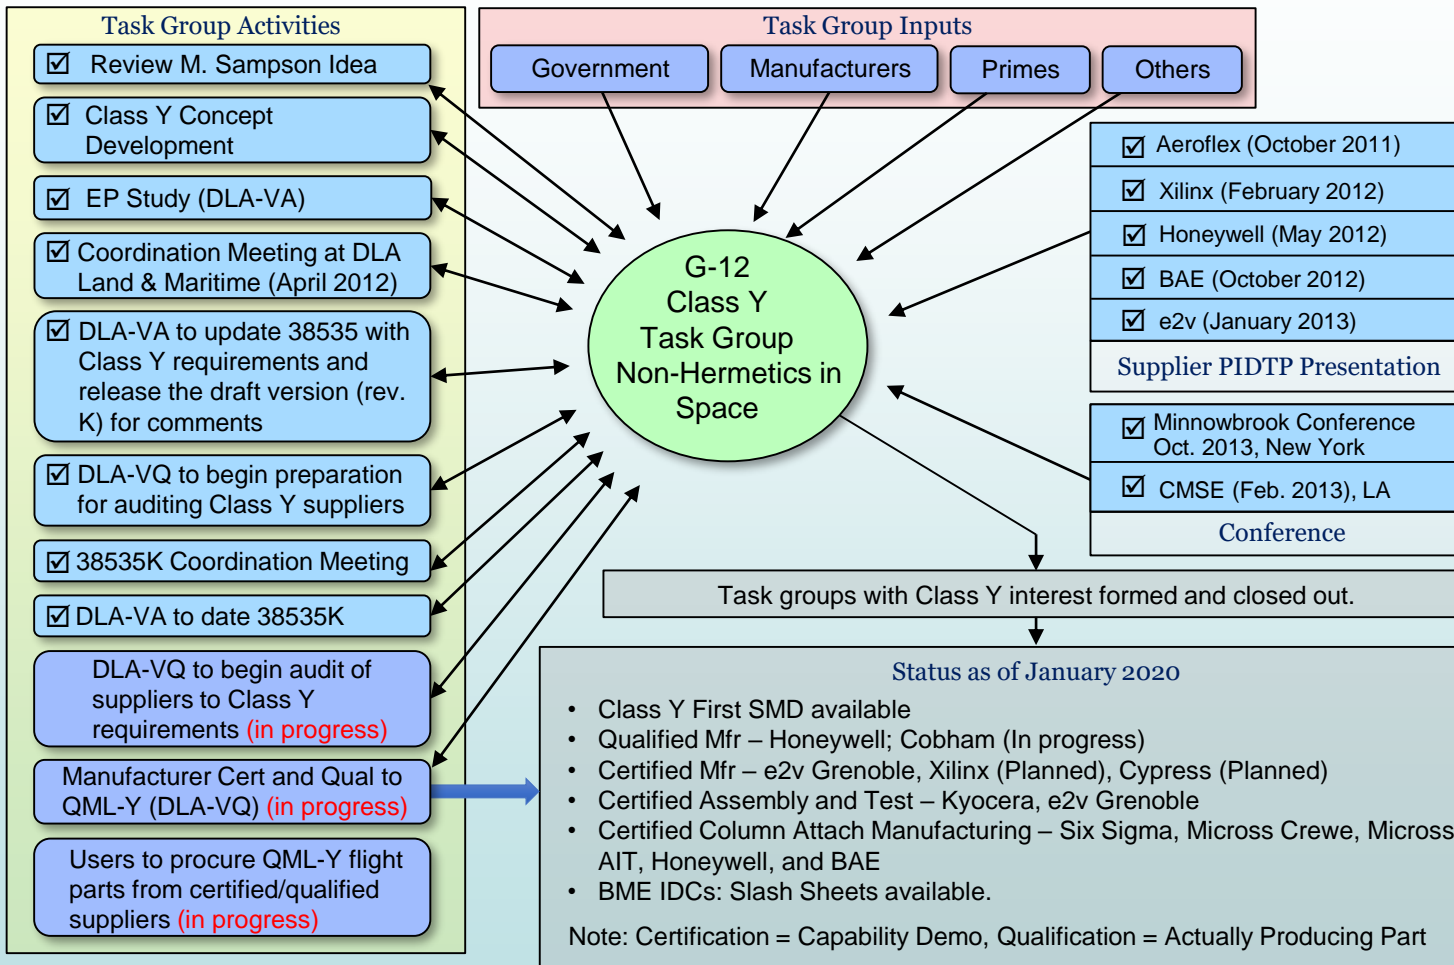 Task Group Activities
☑ Review M. Sampson Idea
☑ Class Y Concept
Development
☑ EP Study (DLA-VA)
☑ Coordination Meeting at DLA
Land & Maritime (April 2012)
☑ DLA-VA to update 38535 with
Class Y requirements and
release the draft version (rev.
K) for comments
☑ DLA-VQ to begin preparation
for auditing Class Y suppliers
☑ 38535K Coordination Meeting
☑ DLA-VA to date 38535K
DLA-VQ to begin audit of
suppliers to Class Y
requirements (in progress)
Manufacturer Cert and Qual to
QML-Y (DLA-VQ) (in progress)
Users to procure QML-Y flight
parts from certified/qualified
suppliers (in progress)
Task Group Inputs
Government
Manufacturers
Primes
Others
G-12
Class Y
Task Group
Non-Hermetics in
Space
☑ Aeroflex (October 2011)
☑ Xilinx (February 2012)
☑ Honeywell (May 2012)
☑ BAE (October 2012)
☑ e2v (January 2013)
Supplier PIDTP Presentation
☑ Minnowbrook Conference
Oct. 2013, New York
☑ CMSE (Feb. 2013), LA
Conference
Task groups with Class Y interest formed and closed out.
Status as of January 2020
• Class Y First SMD available
• Qualified Mfr – Honeywell; Cobham (In progress)
• Certified Mfr – e2v Grenoble, Xilinx (Planned), Cypress (Planned)
• Certified Assembly and Test – Kyocera, e2v Grenoble
• Certified Column Attach Manufacturing – Six Sigma, Micross Crewe, Micross
AIT, Honeywell, and BAE
• BME IDCs: Slash Sheets available.
Note: Certification = Capability Demo, Qualification = Actually Producing Part